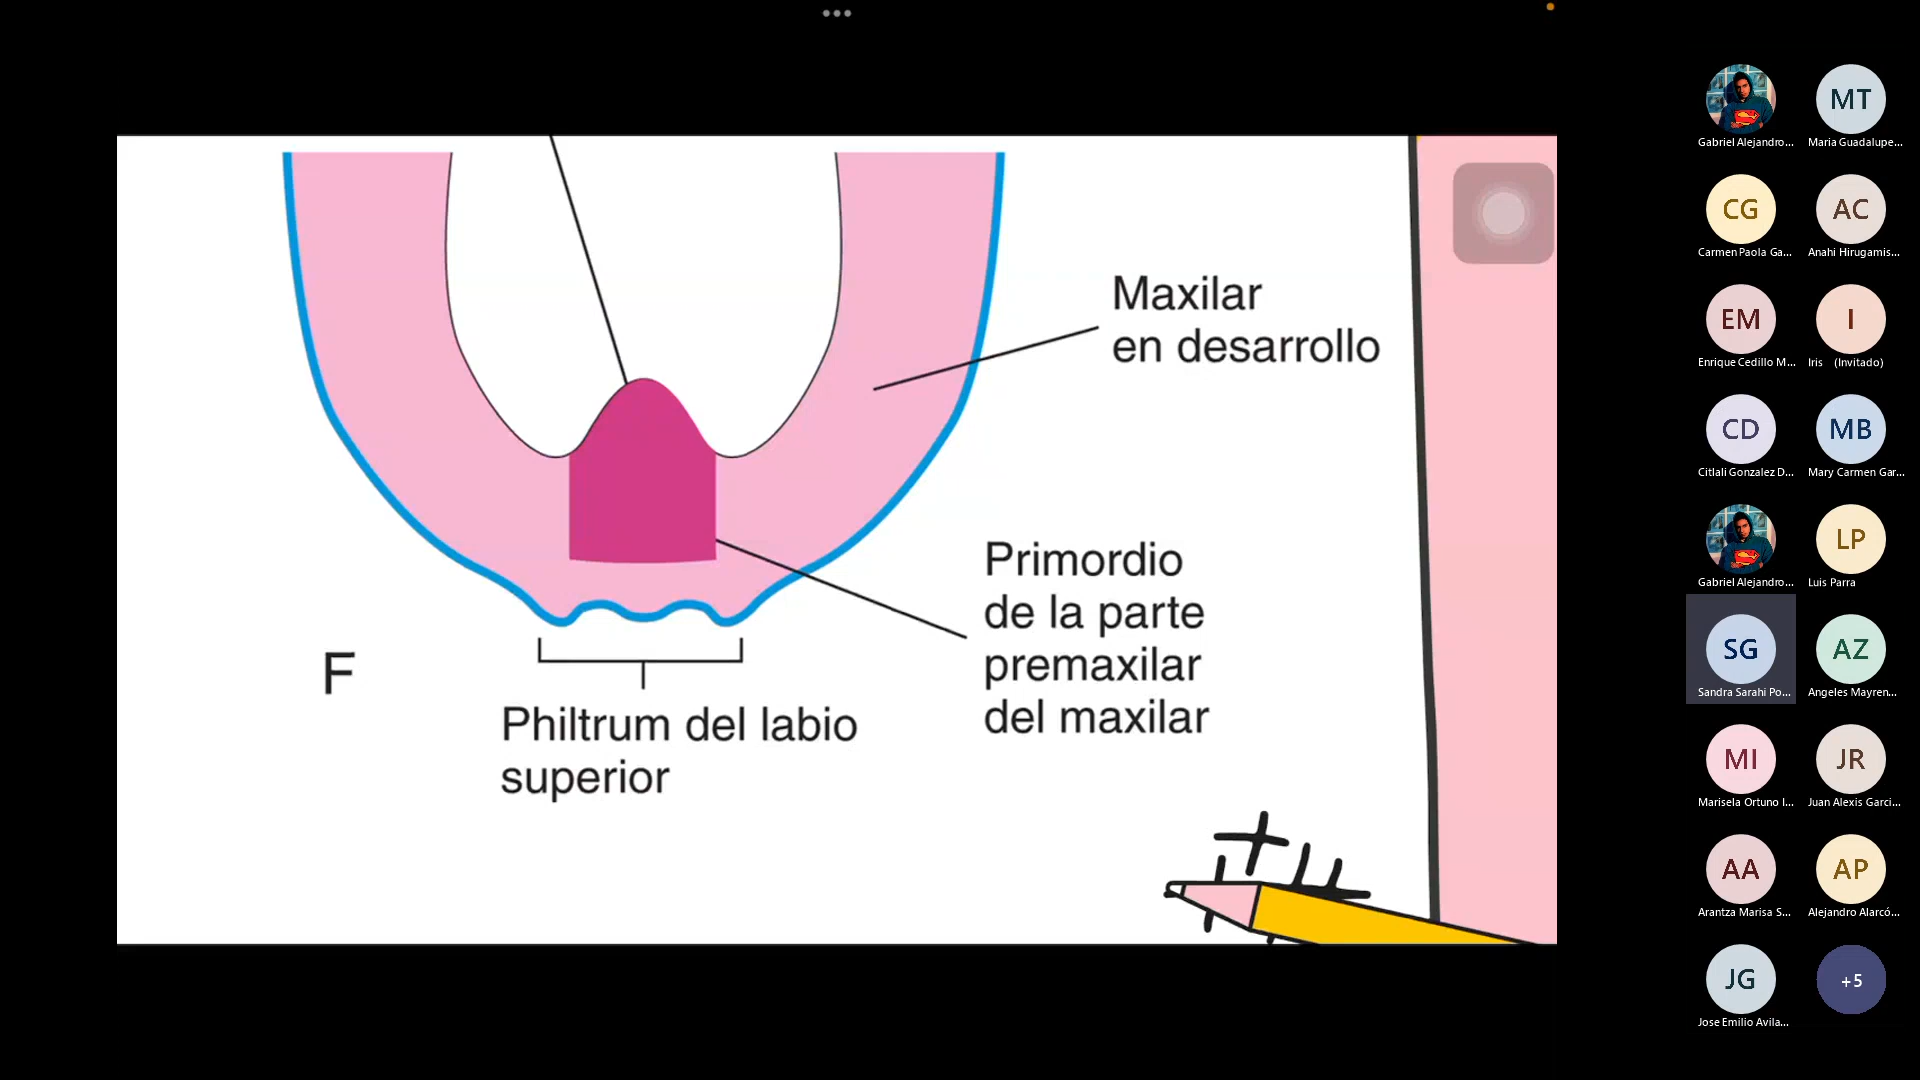 Maxilar
en desarrollo
Primordio
de la parte
premaxilar
del maxilar
F
Philtrum del labio
superior
MT
Gabriel Alejandro...
Maria Guadalupe...
CG
AC
Carmen Paola Ga...
Anahi Hirugamis...
EM
I
Enrique Cedillo M...
Iris (Invitado)
CD
MB
Citlali Gonzalez D...
Mary Carmen Gar...
LP
Gabriel Alejandro...
Luis Parra
SG
AZ
Sandra Sarahi Po...
Angeles Mayren...
MI
JR
Marisela Ortuno I...
Juan Alexis Garci...
AA
AP
Arantza Marisa S...
Alejandro Alarcó...
JG
+5
Jose Emilio Avila...